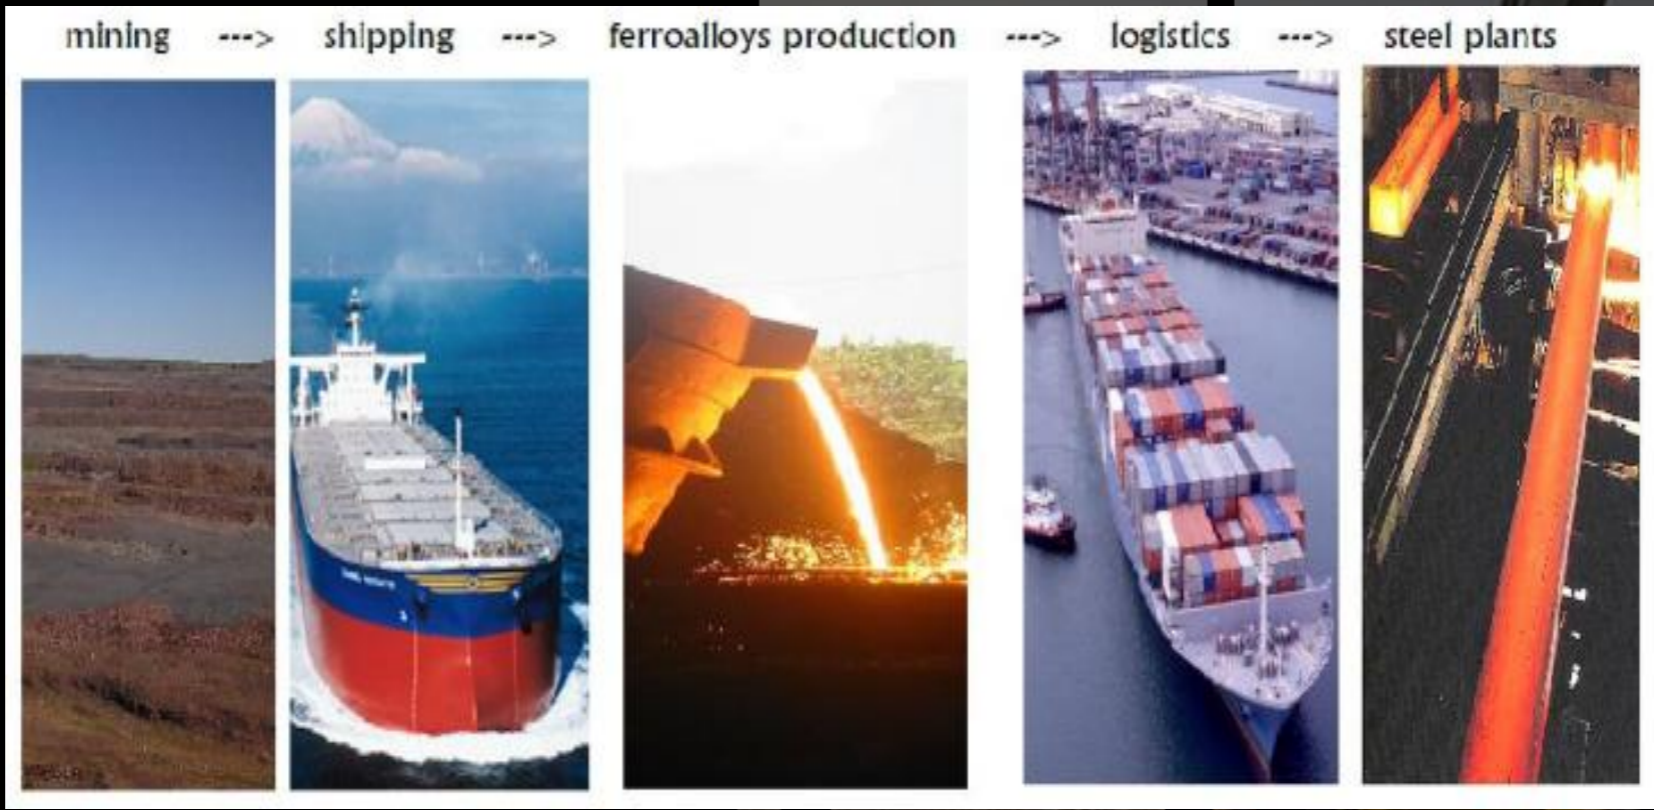 mining ---> shipping ---> ferroalloys production ---> logistics ---> steel plants